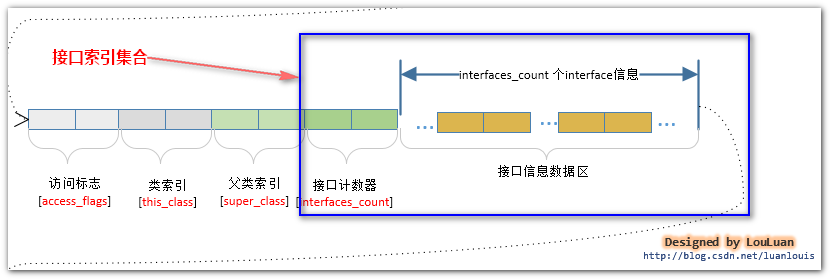 接口索引集合
interfaces_count 个interface信息
... ... ...
访问标志
[access_flags]
类索引
[this_class]
父类索引
[super_class]
接口计数器
[interfaces_count]
接口信息数据区
Designed by LouLuan
http://blog.csdn.net/luanlouis